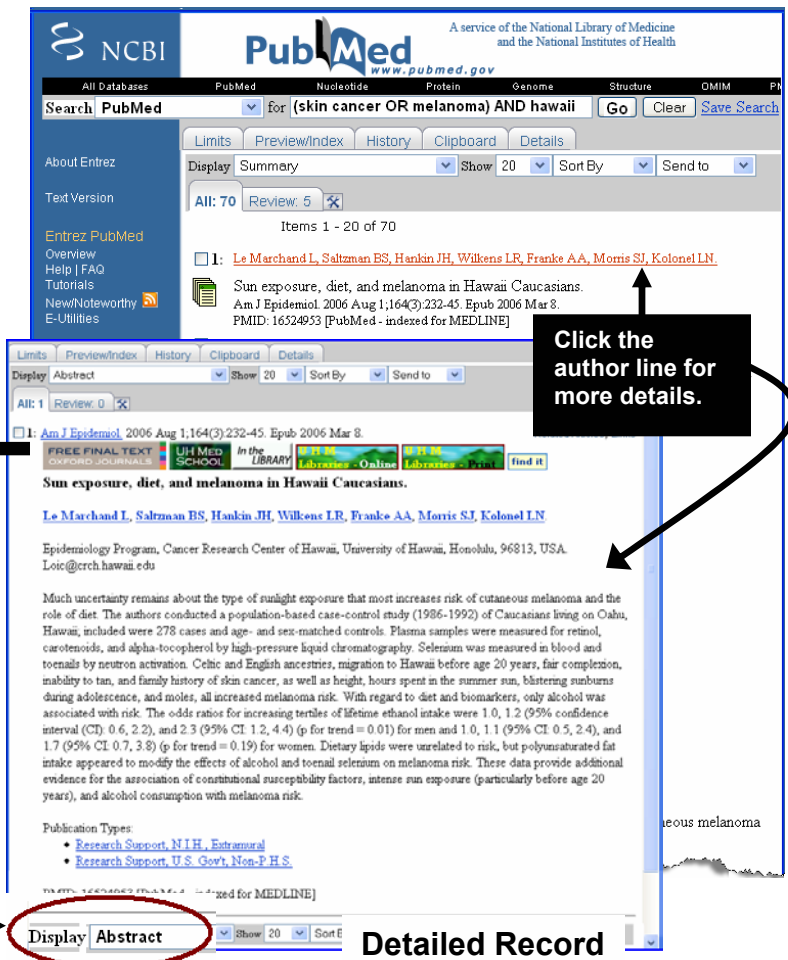 NCBI
PubMed
www.pubmed.gov
A service of the National Library of Medicine
and the National Institutes of Health
All Databases PubMed Nucleotide Protein Genome Structure OMIM
Search PubMed for (skin cancer OR melanoma) AND hawaii Go Clear Save Search
Limits Preview/Index History Clipboard Details
About Entrez
Display Summary Show 20 Sort By Send to
Text Version
All: 70 Review: 5
Items 1 - 20 of 70
Entrez PubMed
Overview
Help | FAQ
Tutorials
New/Noteworthy
E-Utilities
1: Le Marchand L, Saltzman BS, Hankin JH, Wilkens LR, Franke AA, Morris SJ, Kolonel LN.
Sun exposure, diet, and melanoma in Hawaii Caucasians.
Am J Epidemiol. 2006 Aug 1;164(3):232-45. Epub 2006 Mar 8.
PMID: 16524953 [PubMed - indexed for MEDLINE]
Click the
author line for
more details.
Limits Preview/Index History Clipboard Details
Display Abstract Show 20 Sort By Send to
All: 1 Review: 0
1: Am J Epidemiol. 2006 Aug 1;164(3):232-45. Epub 2006 Mar 8.
FREE FINAL TEXT
OXFORD JOURNALS
UH MED
SCHOOL
In the
LIBRARY
UHM
Libraries - Online
UHM
Libraries - Print
find it
Sun exposure, diet, and melanoma in Hawaii Caucasians.
Le Marchand L, Saltzman BS, Hankin JH, Wilkens LR, Franke AA, Morris SJ, Kolonel LN.
Epidemiology Program, Cancer Research Center of Hawaii, University of Hawaii, Honolulu, 96813, USA.
Loic@crch.hawaii.edu
Much uncertainty remains about the type of sunlight exposure that most increases risk of cutaneous melanoma and the
role of diet. The authors conducted a population-based case-control study (1986-1992) of Caucasians living on Oahu,
Hawaii; included were 278 cases and age- and sex-matched controls. Plasma samples were measured for retinol,
carotenoids, and alpha-tocopherol by high-pressure liquid chromatography. Selenium was measured in blood and
toenails by neutron activation. Celtic and English ancestries, migration to Hawaii before age 20 years, fair complexion,
inability to tan, and family history of skin cancer, as well as height, hours spent in the summer sun, blistering sunburns
during adolescence, and moles, all increased melanoma risk. With regard to diet and biomarkers, only alcohol was
associated with risk. The odds ratios for increasing tertiles of lifetime ethanol intake were 1.0, 1.2 (95% confidence
interval (CI): 0.6, 2.2), and 2.3 (95% CI: 1.2, 4.4) (p for trend = 0.01) for men and 1.0, 1.1 (95% CI: 0.5, 2.4), and
1.7 (95% CI: 0.7, 3.8) (p for trend = 0.19) for women. Dietary lipids were unrelated to risk, but polyunsaturated fat
intake appeared to modify the effects of alcohol and toenail selenium on melanoma risk. These data provide additional
evidence for the association of constitutional susceptibility factors, intense sun exposure (particularly before age 20
years), and alcohol consumption with melanoma risk.
Publication Types:
• Research Support, N.I.H., Extramural
• Research Support, U.S. Gov't, Non-P.H.S.
neous melanoma
PMID: 16524953 [PubMed - indexed for MEDLINE]
Display Abstract Show 20 Sort
Detailed Record